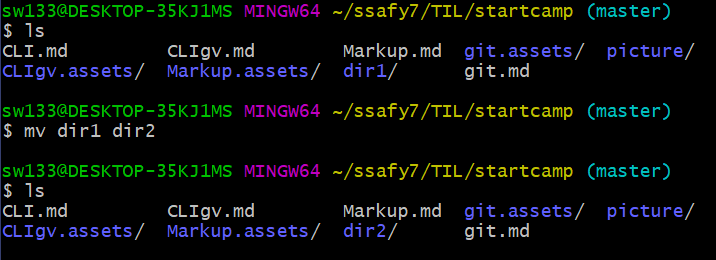 sw133@DESKTOP-35KJ1MS MINGW64 ~/ssafy7/TIL/startcamp (master)
$ ls
CLI.md CLIgv.md Markup.md git.assets/ picture/
CLIgv.assets/ Markup.assets/ dir1/ git.md
sw133@DESKTOP-35KJ1MS MINGW64 ~/ssafy7/TIL/startcamp (master)
$ mv dir1 dir2
sw133@DESKTOP-35KJ1MS MINGW64 ~/ssafy7/TIL/startcamp (master)
$ ls
CLI.md CLIgv.md Markup.md git.assets/ picture/
CLIgv.assets/ Markup.assets/ dir2/ git.md